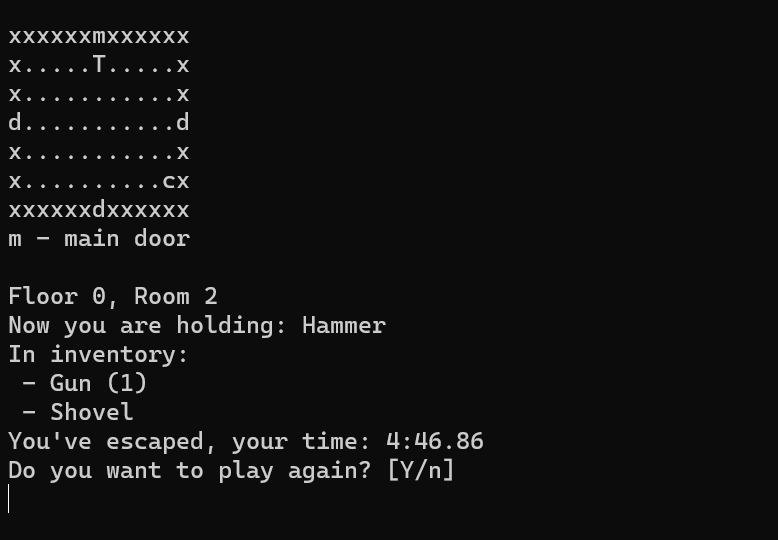 xxxxxxmxxxxxx
x.....T.....x
x...........x
d...........d
x...........x
x..........cx
xxxxxxdxxxxxx
m - main door

Floor 0, Room 2
Now you are holding: Hammer
In inventory:
 - Gun (1)
 - Shovel
You've escaped, your time: 4:46.86
Do you want to play again? [Y/n]